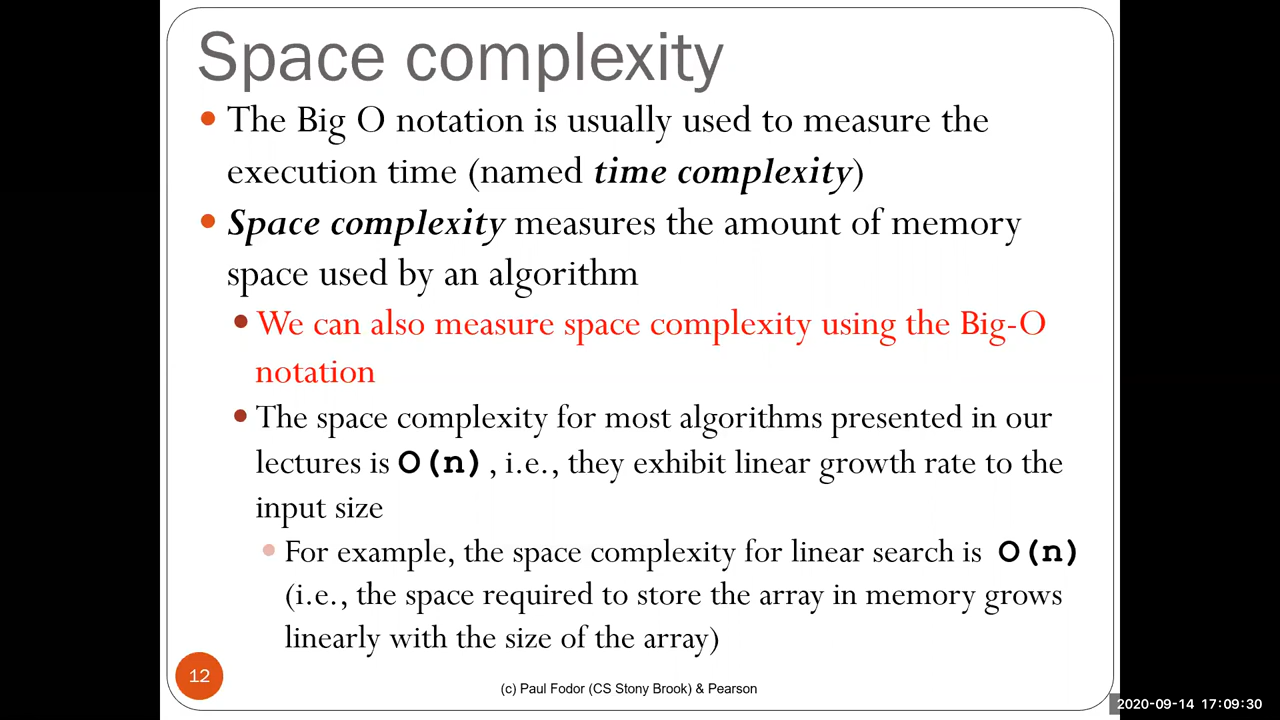 Space complexity
The Big O notation is usually used to measure the
execution time (named time complexity)
Space complexity measures the amount of memory
space used by an algorithm
We can also measure space complexity using the Big-O
notation
The space complexity for most algorithms presented in our
lectures is O(n) , i.e., they exhibit linear growth rate to the
input size
For example, the space complexity for linear search is O(n)
(i.e., the space required to store the array in memory grows
linearly with the size of the array)
12
(c) Paul Fodor (CS Stony Brook) & Pearson
2020-09-14 17:09:30